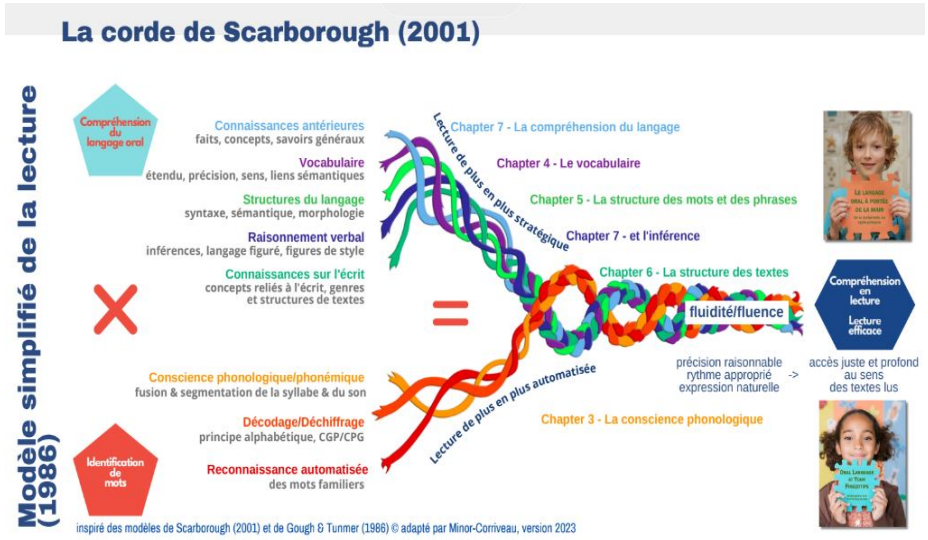 La corde de Scarborough (2001)
Modèle simplifié de la lecture
(1986)
Compréhension
du
langage oral
Connaissances antérieures
faits, concepts, savoirs généraux
Vocabulaire
étendu, précision, sens, liens sémantiques
Structures du langage
syntaxe, sémantique, morphologie
Raisonnement verbal
inférences, langage figuré, figures de style
Connaissances sur l'écrit
concepts reliés à l'écrit, genres
et structures de textes
Lecture de plus en plus stratégique
Chapter 7 - La compréhension du langage
Chapter 4 - Le vocabulaire
Chapter 5 - La structure des mots et des phrases
Chapter 7 - et l'inférence
Chapter 6 - La structure des textes
LE LANGAGE
ORAL À PORTÉE
DE LA MAIN
=
fluidité/fluence
Compréhension
en
lecture
Lecture
efficace
précision raisonnable
rythme approprié ->
expression naturelle
accès juste et profond
au sens
des textes lus
Conscience phonologique/phonémique
fusion & segmentation de la syllabe & du son
Décodage/Déchiffrage
principe alphabétique, CGP/CPG
Reconnaissance automatisée
des mots familiers
Lecture de plus en plus automatisée
Chapter 3 - La conscience phonologique
Identification
de
mots
ORAL LANGUAGE
AT YOUR
FINGERTIPS
inspiré des modèles de Scarborough (2001) et de Gough & Tunmer (1986) © adapté par Minor-Corriveau, version 2023